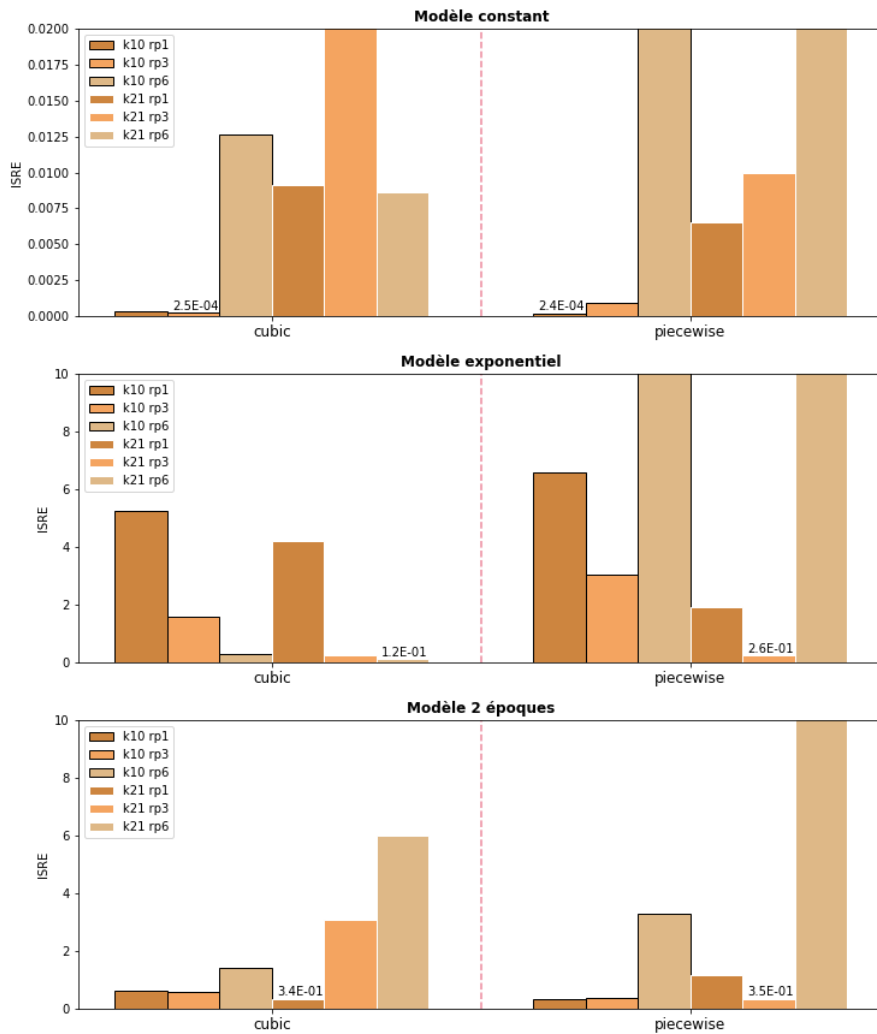 Modèle constant
0.0200
0.0175
0.0150
0.0125
0.0100
0.0075
0.0050
0.0025
0.0000
ISRE
k10 rp1
k10 rp3
k10 rp6
k21 rp1
k21 rp3
k21 rp6
2.5E-04
2.4E-04
cubic
piecewise
Modèle exponentiel
10
8
6
4
2
0
ISRE
k10 rp1
k10 rp3
k10 rp6
k21 rp1
k21 rp3
k21 rp6
1.2E-01
2.6E-01
cubic
piecewise
Modèle 2 époques
10
8
6
4
2
0
ISRE
k10 rp1
k10 rp3
k10 rp6
k21 rp1
k21 rp3
k21 rp6
3.4E-01
3.5E-01
cubic
piecewise